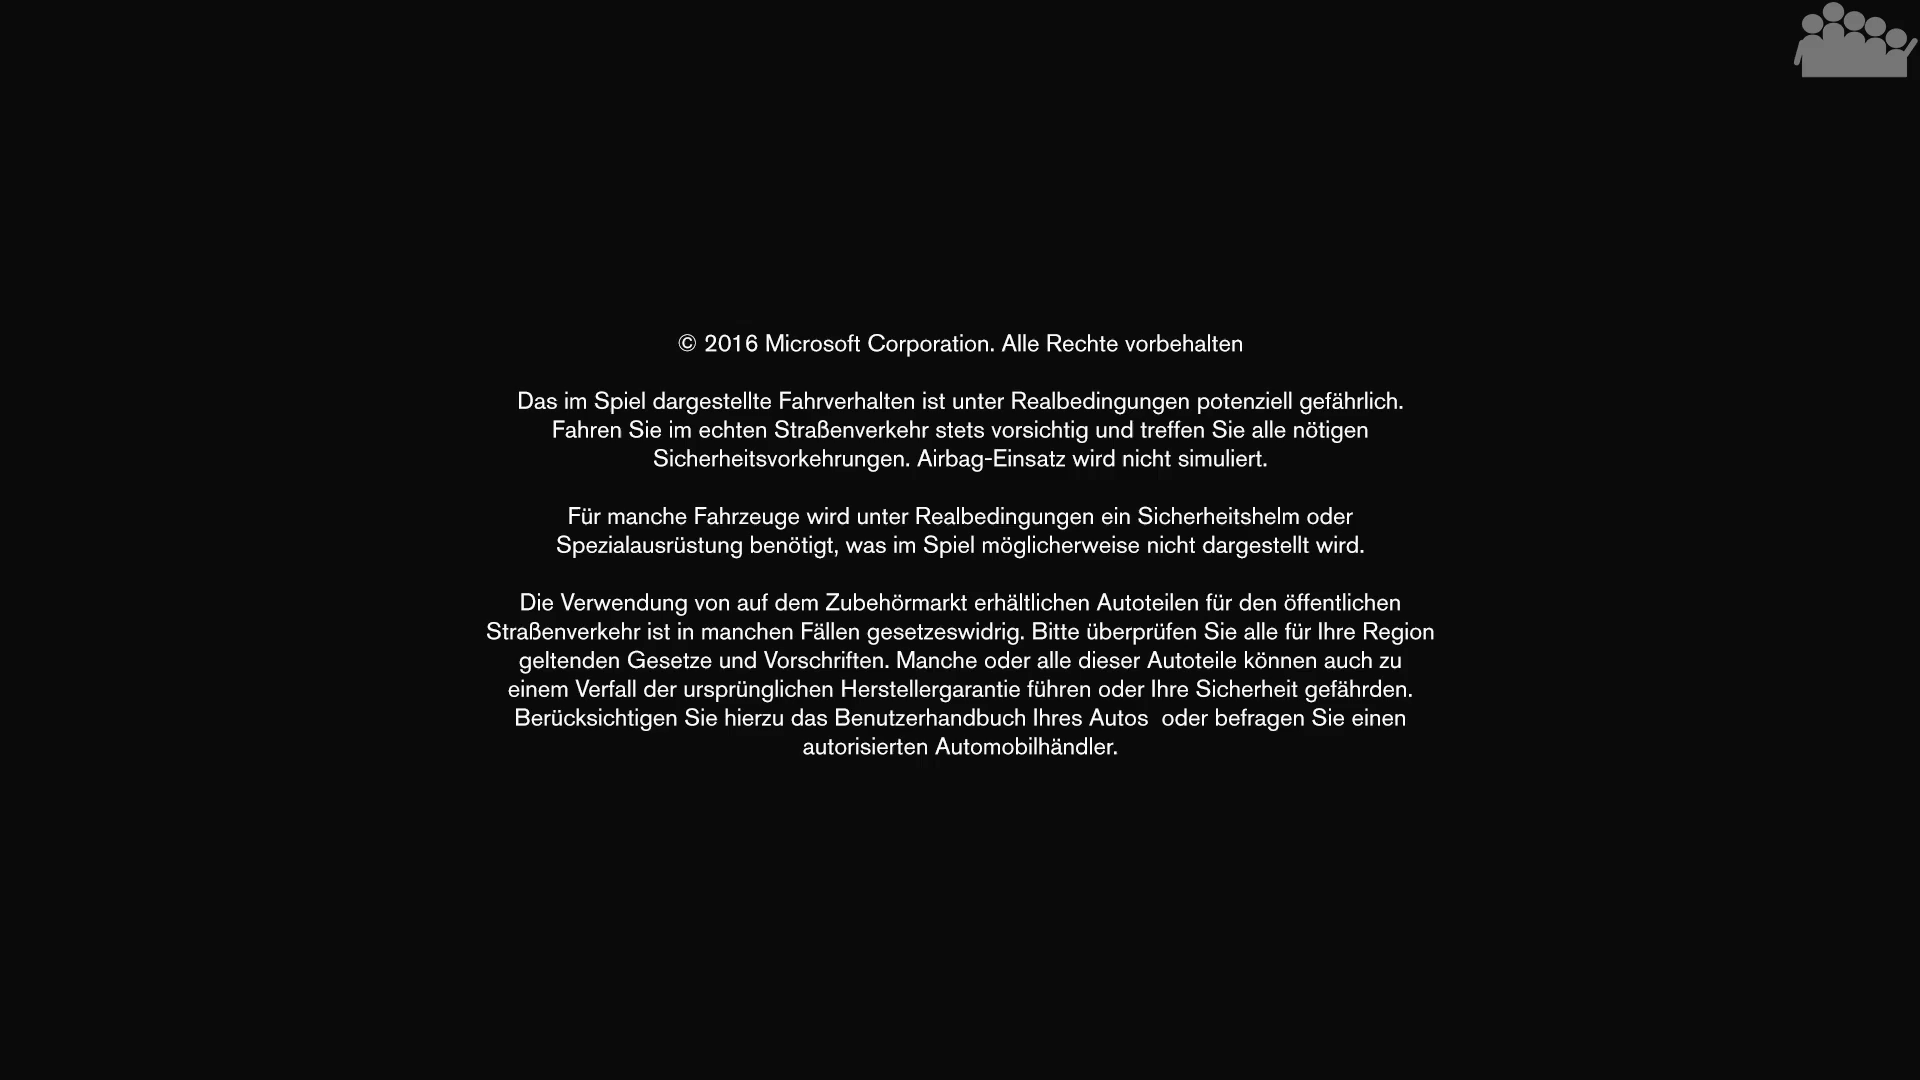 © 2016 Microsoft Corporation. Alle Rechte vorbehalten
Das im Spiel dargestellte Fahrverhalten ist unter Realbedingungen potenziell gefährlich.
Fahren Sie im echten Straßenverkehr stets vorsichtig und treffen Sie alle nötigen
Sicherheitsvorkehrungen. Airbag-Einsatz wird nicht simuliert.
Für manche Fahrzeuge wird unter Realbedingungen ein Sicherheitshelm oder
Spezialausrüstung benötigt, was im Spiel möglicherweise nicht dargestellt wird.
Die Verwendung von auf dem Zubehörmarkt erhältlichen Autoteilen für den öffentlichen
Straßenverkehr ist in manchen Fällen gesetzeswidrig. Bitte überprüfen Sie alle für Ihre Region
geltenden Gesetze und Vorschriften. Manche oder alle dieser Autoteile können auch zu
einem Verfall der ursprünglichen Herstellergarantie führen oder Ihre Sicherheit gefährden.
Berücksichtigen Sie hierzu das Benutzerhandbuch Ihres Autos  oder befragen Sie einen
autorisierten Automobilhändler.